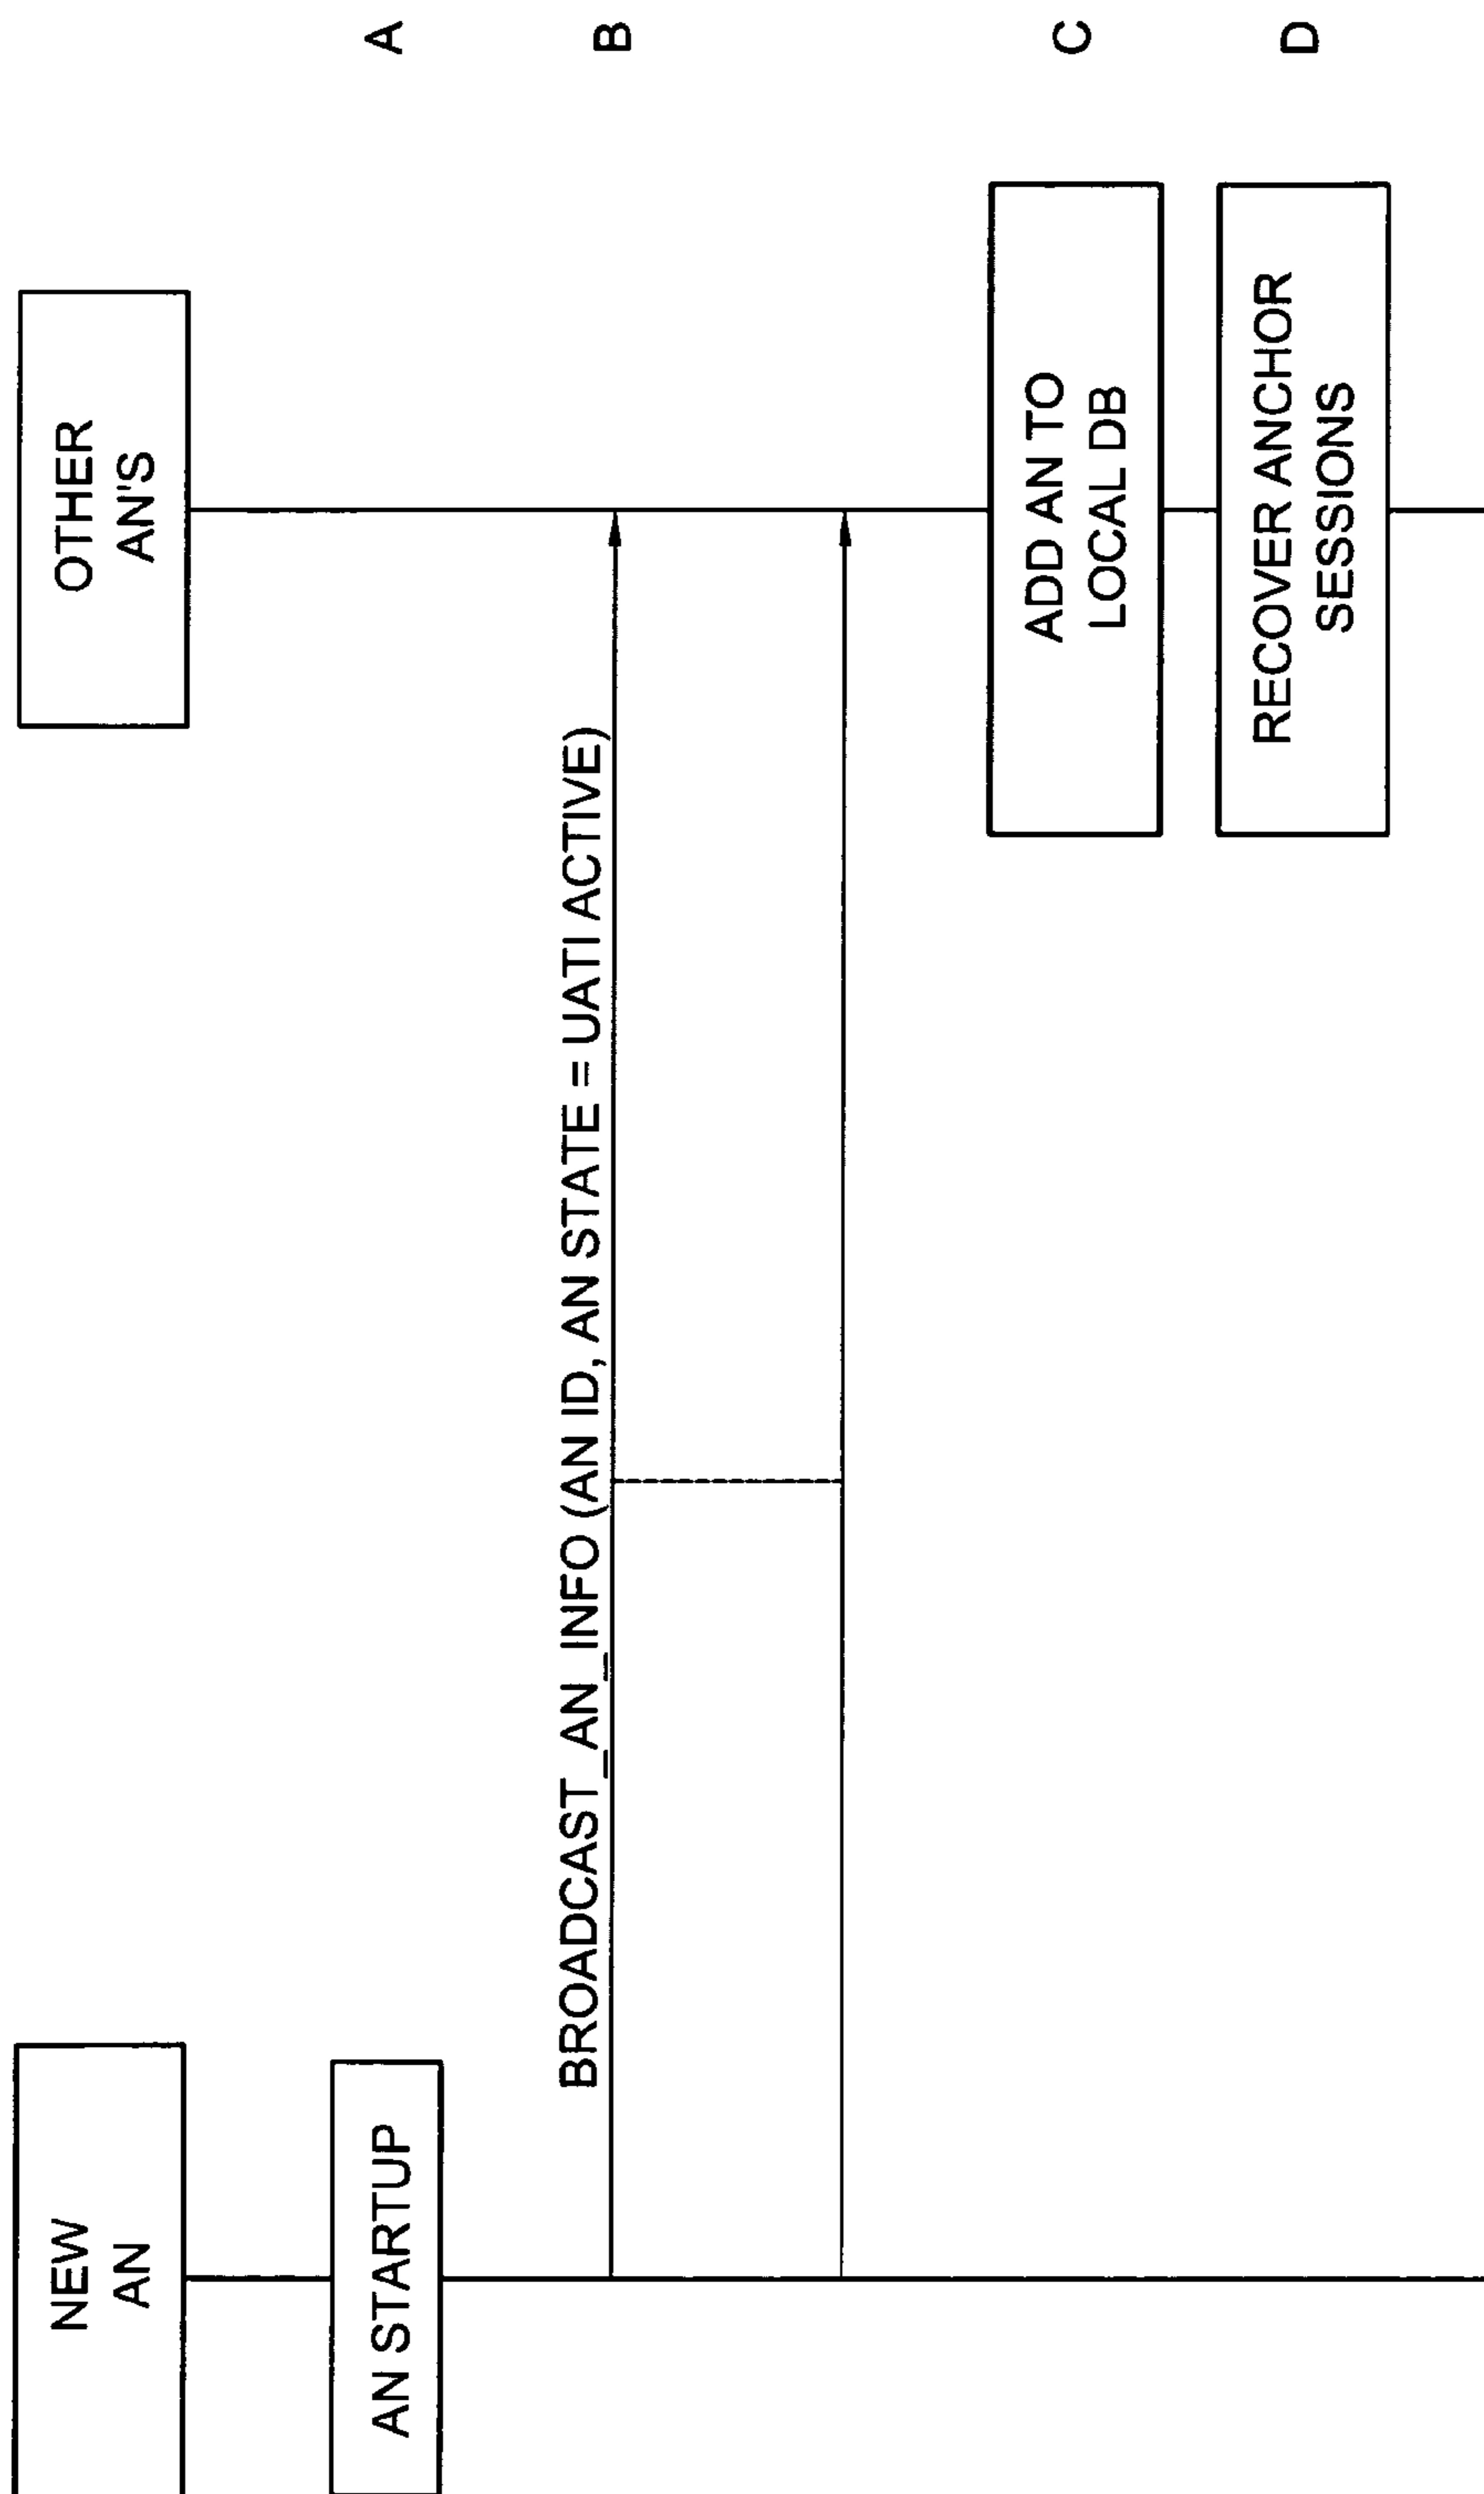 NEW
AN
OTHER
AN'S
AN STARTUP
A
BROADCAST_AN_INFO (AN ID, AN STATE = UATI ACTIVE)
B
ADD AN TO
LOCAL DB
C
RECOVER ANCHOR
SESSIONS
D